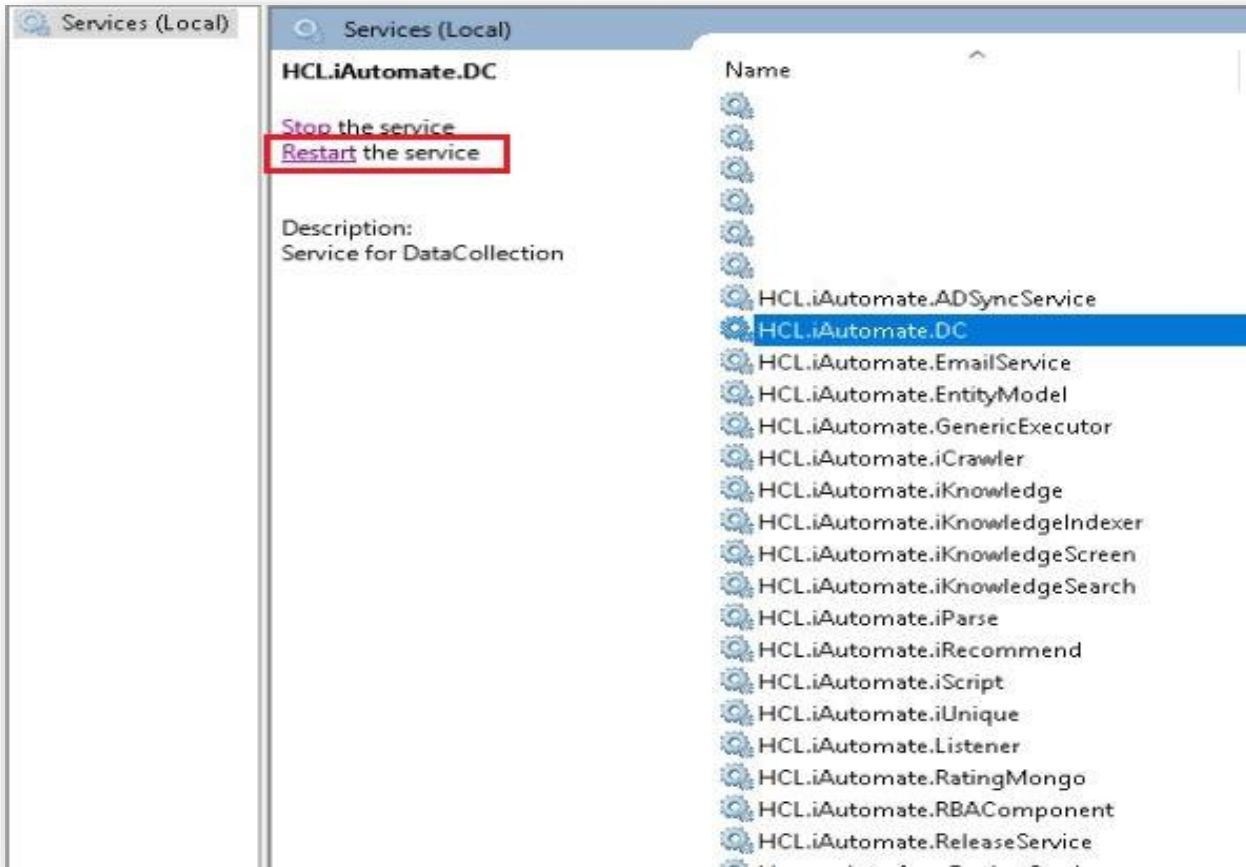 Services (Local)
Services (Local)
HCL.iAutomate.DC
Stop the service
Restart the service
Description:
Service for DataCollection
Name
HCL.iAutomate.ADSyncService
HCL.iAutomate.DC
HCL.iAutomate.EmailService
HCL.iAutomate.EntityModel
HCL.iAutomate.GenericExecutor
HCL.iAutomate.iCrawler
HCL.iAutomate.iKnowledge
HCL.iAutomate.iKnowledgeIndexer
HCL.iAutomate.iKnowledgeScreen
HCL.iAutomate.iKnowledgeSearch
HCL.iAutomate.iParse
HCL.iAutomate.iRecommend
HCL.iAutomate.iScript
HCL.iAutomate.iUnique
HCL.iAutomate.Listener
HCL.iAutomate.RatingMongo
HCL.iAutomate.RBAComponent
HCL.iAutomate.ReleaseService